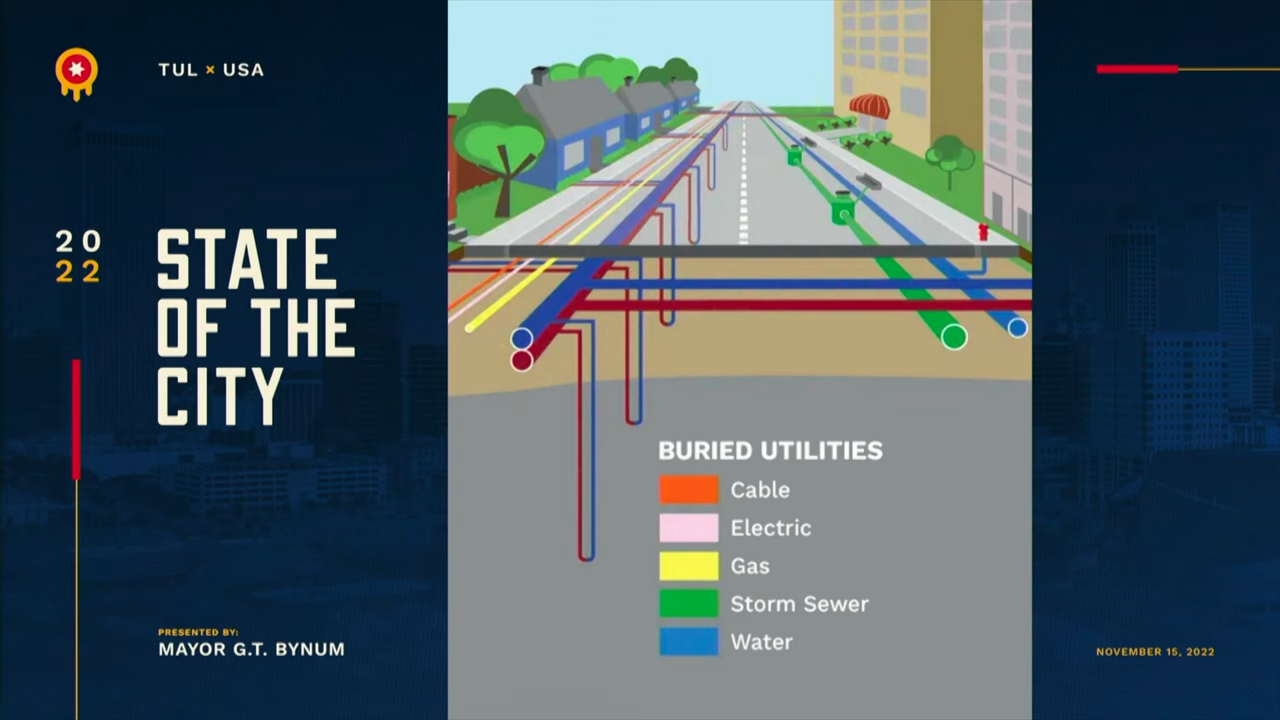 TUL × USA
20
22
STATE
OF THE
CITY
PRESENTED BY:
MAYOR G.T. BYNUM
BURIED UTILITIES
Cable
Electric
Gas
Storm Sewer
Water
NOVEMBER 15, 2022